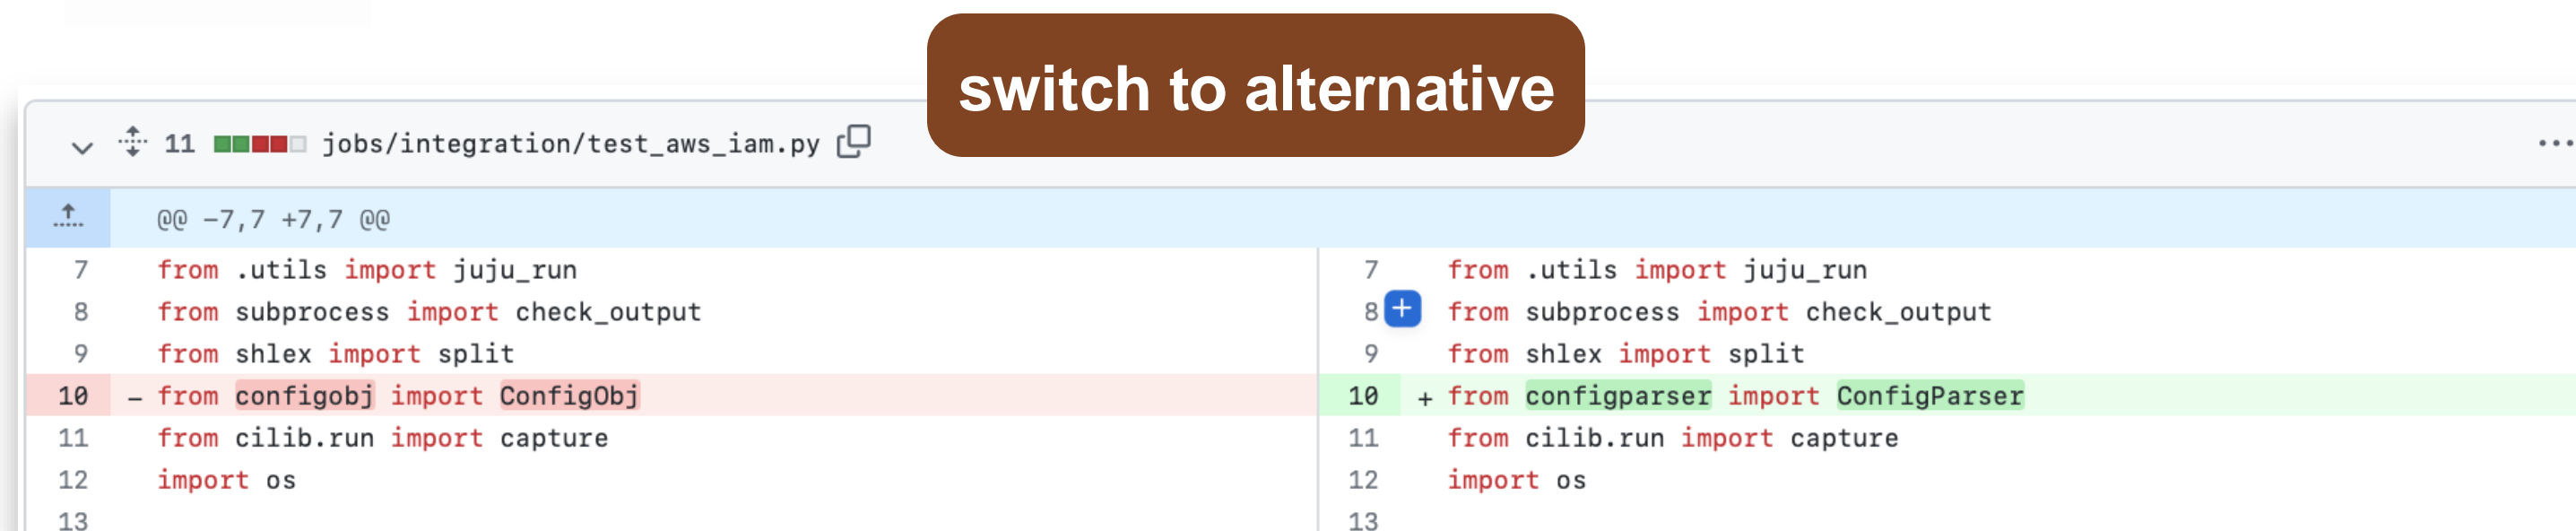 switch to alternative
11 jobs/integration/test_aws_iam.py
@@ -7,7 +7,7 @@
7 from .utils import juju_run
8 from subprocess import check_output
9 from shlex import split
10 - from configobj import ConfigObj
11 from cilib.run import capture
12 import os
13
7 from .utils import juju_run
8 from subprocess import check_output
9 from shlex import split
10 + from configparser import ConfigParser
11 from cilib.run import capture
12 import os
13